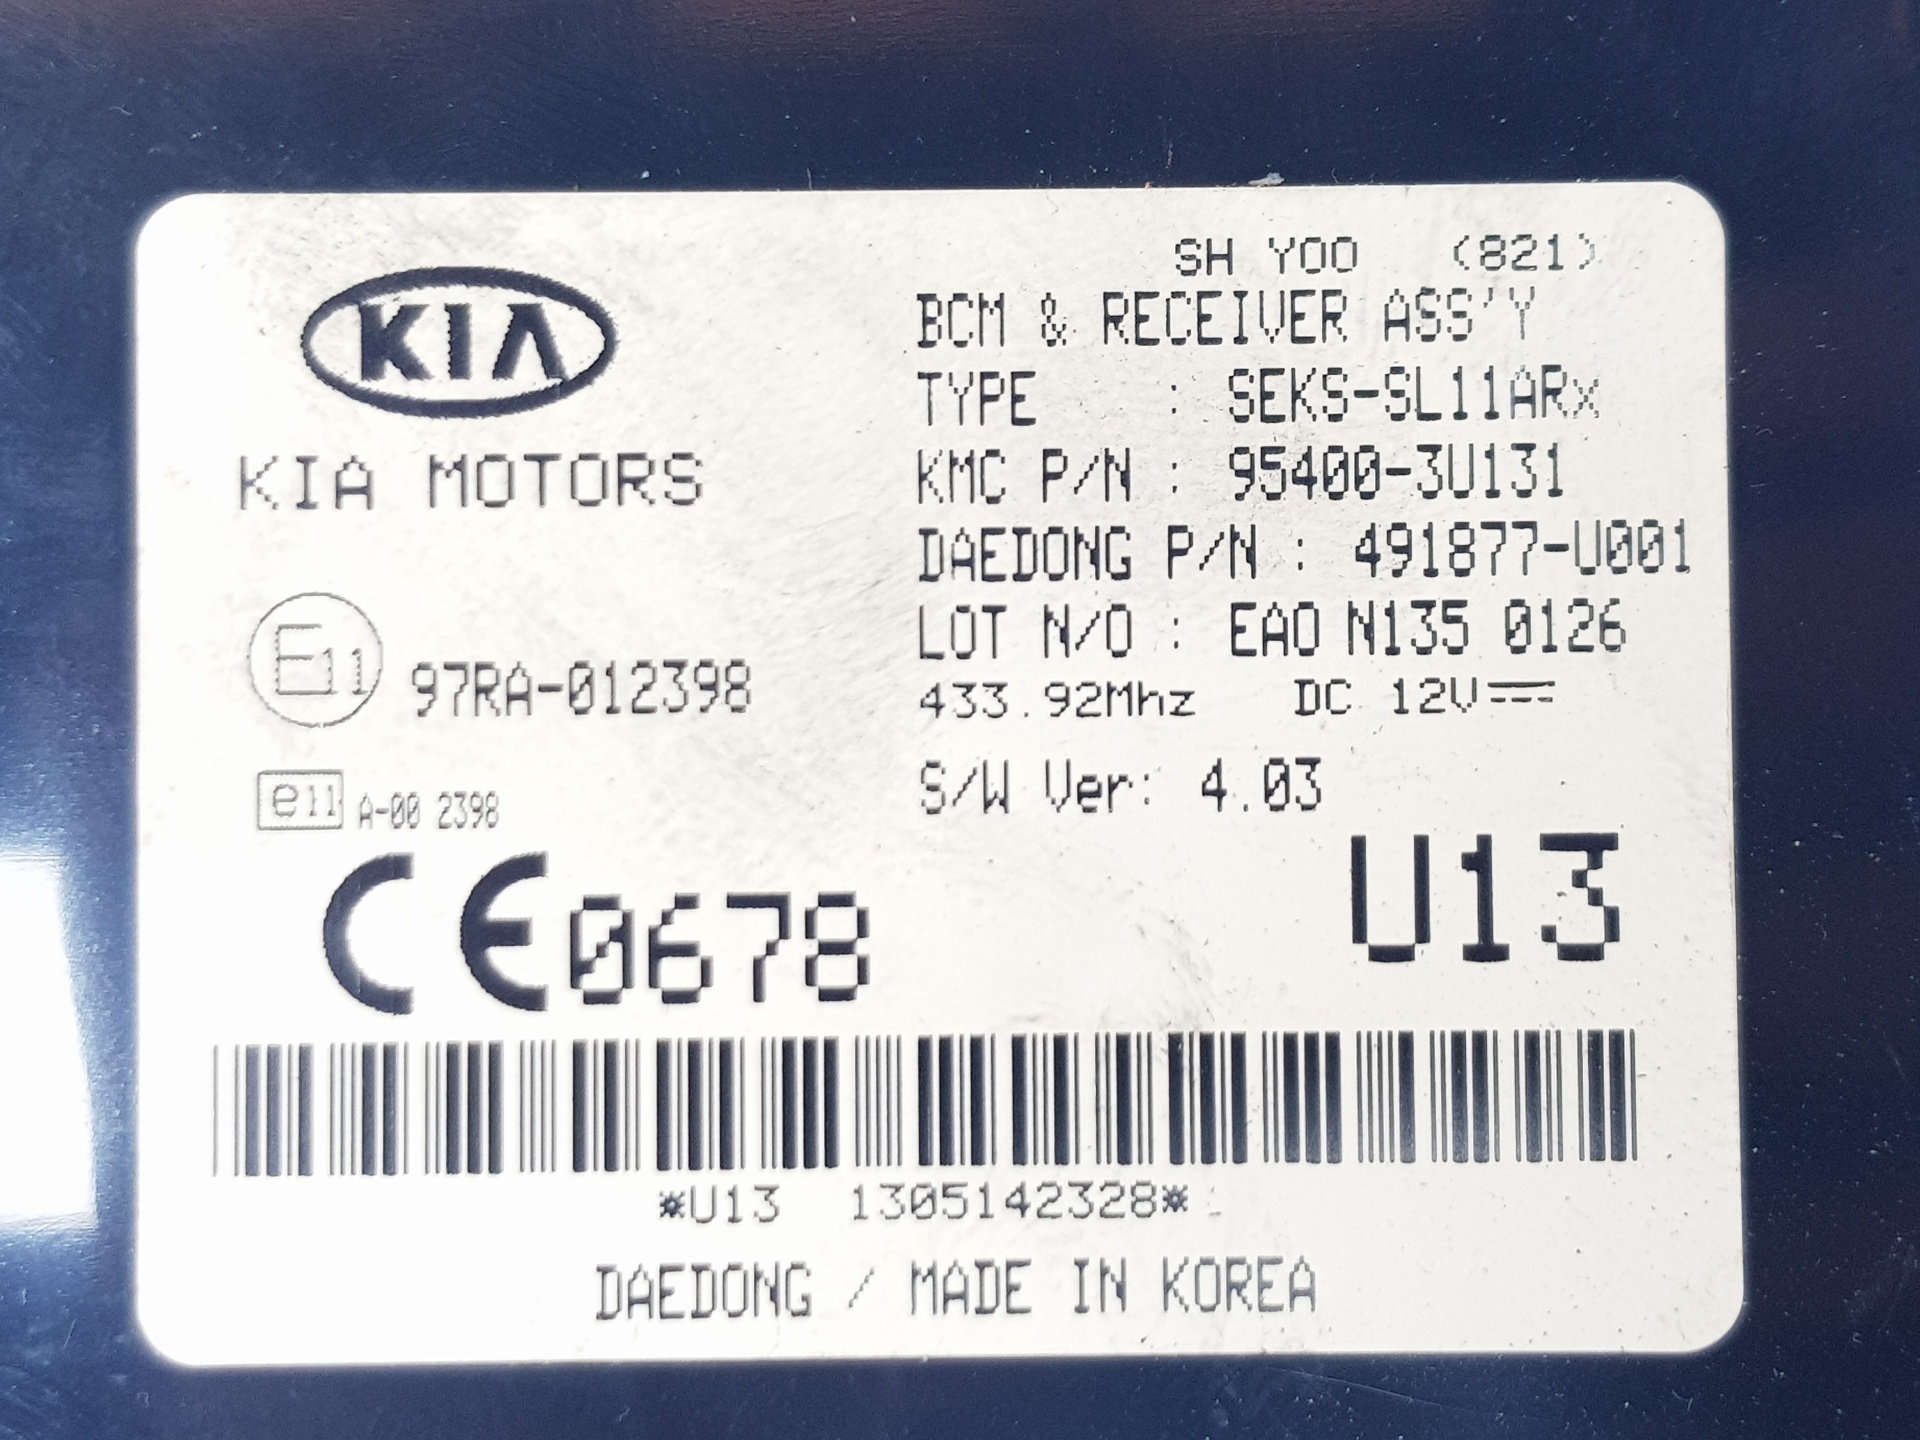 KIA
KIA MOTORS
E11 97RA-012398
e11 A-00 2398
CE0678
SH YOO (821)
BCM & RECEIVER ASS'Y
TYPE : SEKS-SL11ARx
KMC P/N : 95400-3U131
DAEDONG P/N : 491877-U001
LOT N/O : EAO N135 0126
433.92Mhz DC 12V
S/W Ver: 4.03
U13
*U13 1305142328*
DAEDONG / MADE IN KOREA